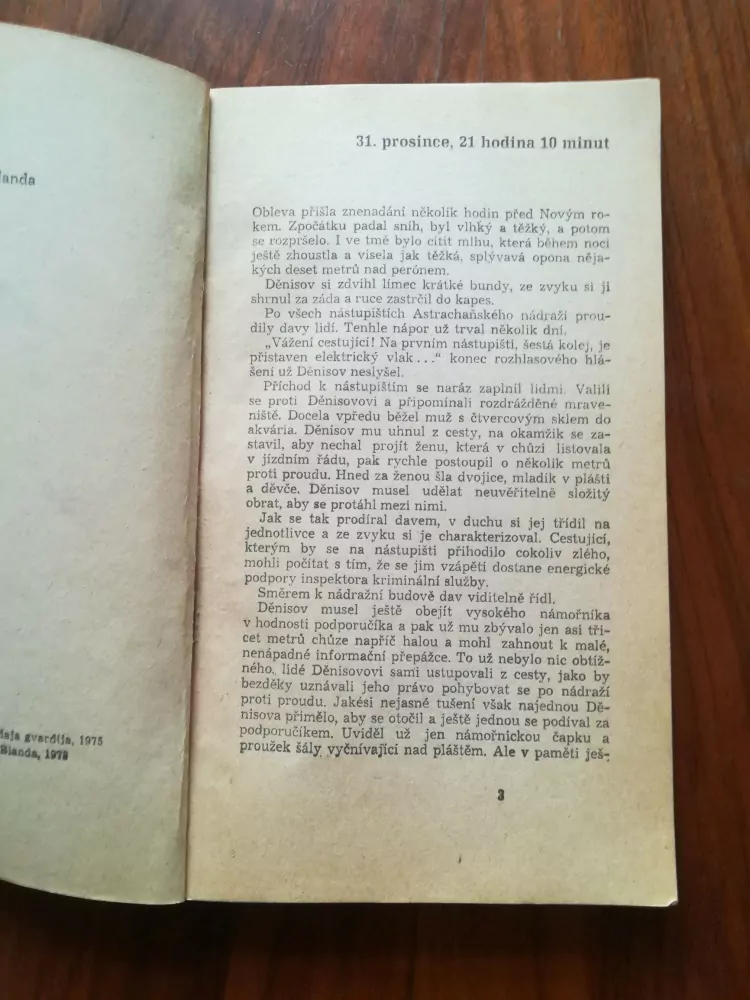 landa
daja gvardija, 1975
Blanda, 1978
31. prosince, 21 hodina 10 minut
Obleva přišla znenadání několik hodin před Novým ro-
kem. Zpočátku padal sníh, byl vlhký a těžký, a potom
se rozpršelo. I ve tmě bylo cítit mlhu, která během noci
ještě zhoustla a visela jak těžká, splývavá opona něja-
kých deset metrů nad perónem.
Děnisov si zdvihl límec krátké bundy, ze zvyku si ji
shrnul za záda a ruce zastrčil do kapes.
Po všech nástupištích Astrachaňského nádraží prou-
dily davy lidí. Tenhle nápor už trval několik dní.
„Vážení cestující! Na prvním nástupišti, šestá kolej, je
přistaven elektrický vlak...“ konec rozhlasového hlá-
šení už Děnisov neslyšel.
Příchod k nástupištím se naráz zaplnil lidmi. Valili
se proti Děnisovovi a připomínali rozdrážděné mrave-
niště. Docela vpředu běžel muž s čtvercovým sklem do
akvária. Děnisov mu uhnul z cesty, na okamžik se za-
stavil, aby nechal projít ženu, která v chůzi listovala
v jízdním řádu, pak rychle postoupil o několik metrů
proti proudu. Hned za ženou šla dvojice, mladík v plášti
a děvče. Děnisov musel udělat neuvěřitelně složitý
obrat, aby se protáhl mezi nimi.
Jak se tak prodíral davem, v duchu si jej třídil na
jednotlivce a ze zvyku si je charakterizoval. Cestující,
kterým by se na nástupišti přihodilo cokoliv zlého,
mohli počítat s tím, že se jim vzápětí dostane energické
podpory inspektora kriminální služby.
Směrem k nádražní budově dav viditelně řídl.
Děnisov musel ještě obejít vysokého námořníka
v hodnosti podporučíka a pak už mu zbývalo jen asi tři-
cet metrů chůze napříč halou a mohl zahnout k malé,
nenápadné informační přepážce. To už nebylo nic obtíž-
ného, lidé Děnisovovi sami ustupovali z cesty, jako by
bezděky uznávali jeho právo pohybovat se po nádraží
proti proudu. Jakési nejasné tušení však najednou Dě-
nisova přimělo, aby se otočil a ještě jednou se podíval za
podporučíkem. Uviděl už jen námořnickou čapku a
proužek šály vyčnívající nad pláštěm. Ale v paměti ješ-
3